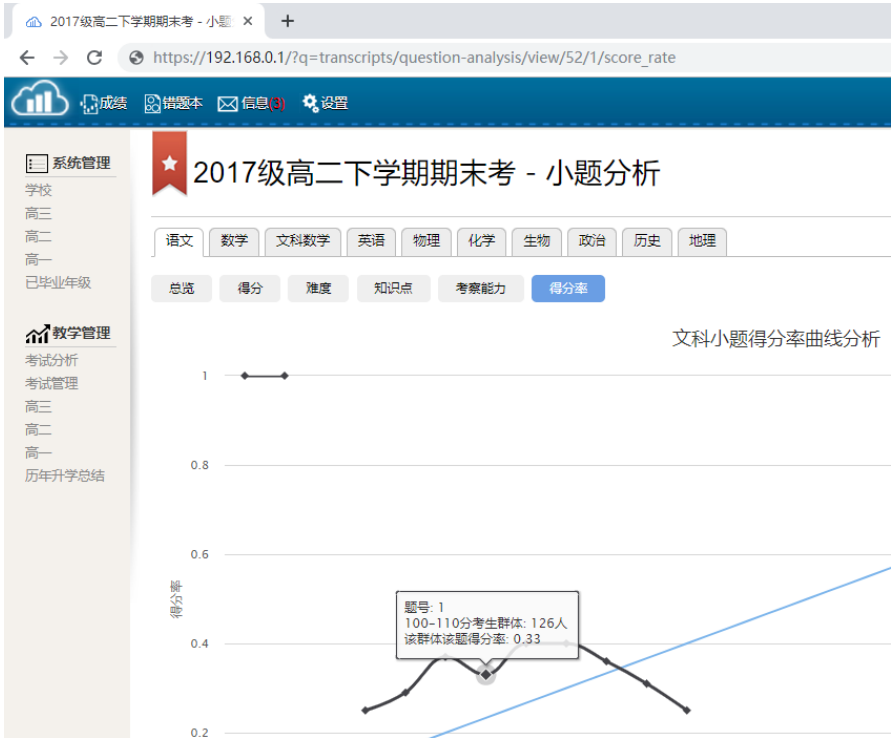 2017级高二下学期期末考 - 小题
https://192.168.0.1/?q=transcripts/question-analysis/view/52/1/score_rate
成绩 错题本 信息(3) 设置
系统管理
学校
高三
高二
高一
已毕业年级
教学管理
考试分析
考试管理
高三
高二
高一
历年升学总结
2017级高二下学期期末考 - 小题分析
语文 数学 文科数学 英语 物理 化学 生物 政治 历史 地理
总览 得分 难度 知识点 考察能力 得分率
文科小题得分率曲线分析
1
0.8
0.6
得分率
题号: 1
100-110分考生群体: 126人
该群体该题得分率: 0.33
0.4
0.2